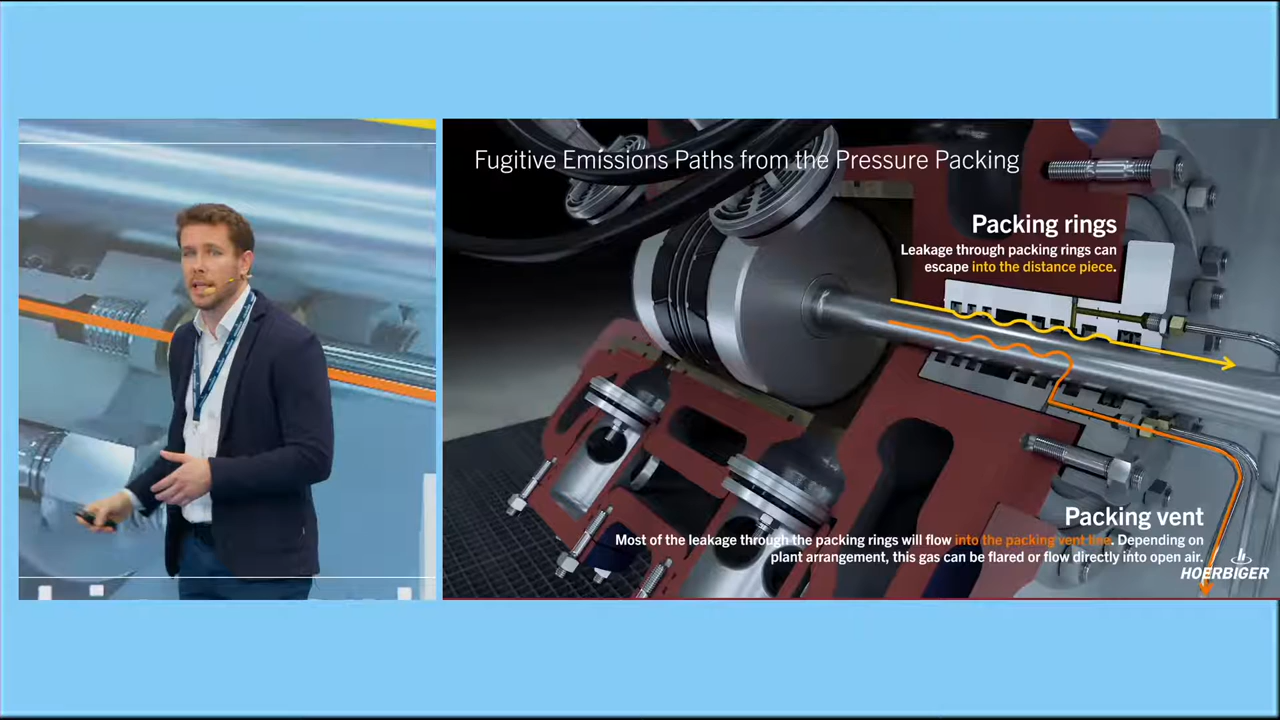 Fugitive Emissions Paths from the Pressure Packing
Packing rings
Leakage through packing rings can
escape into the distance piece.
Packing vent
Most of the leakage through the packing rings will flow into the packing vent line. Depending on
plant arrangement, this gas can be flared or flow directly into open air.
HOERBIGER